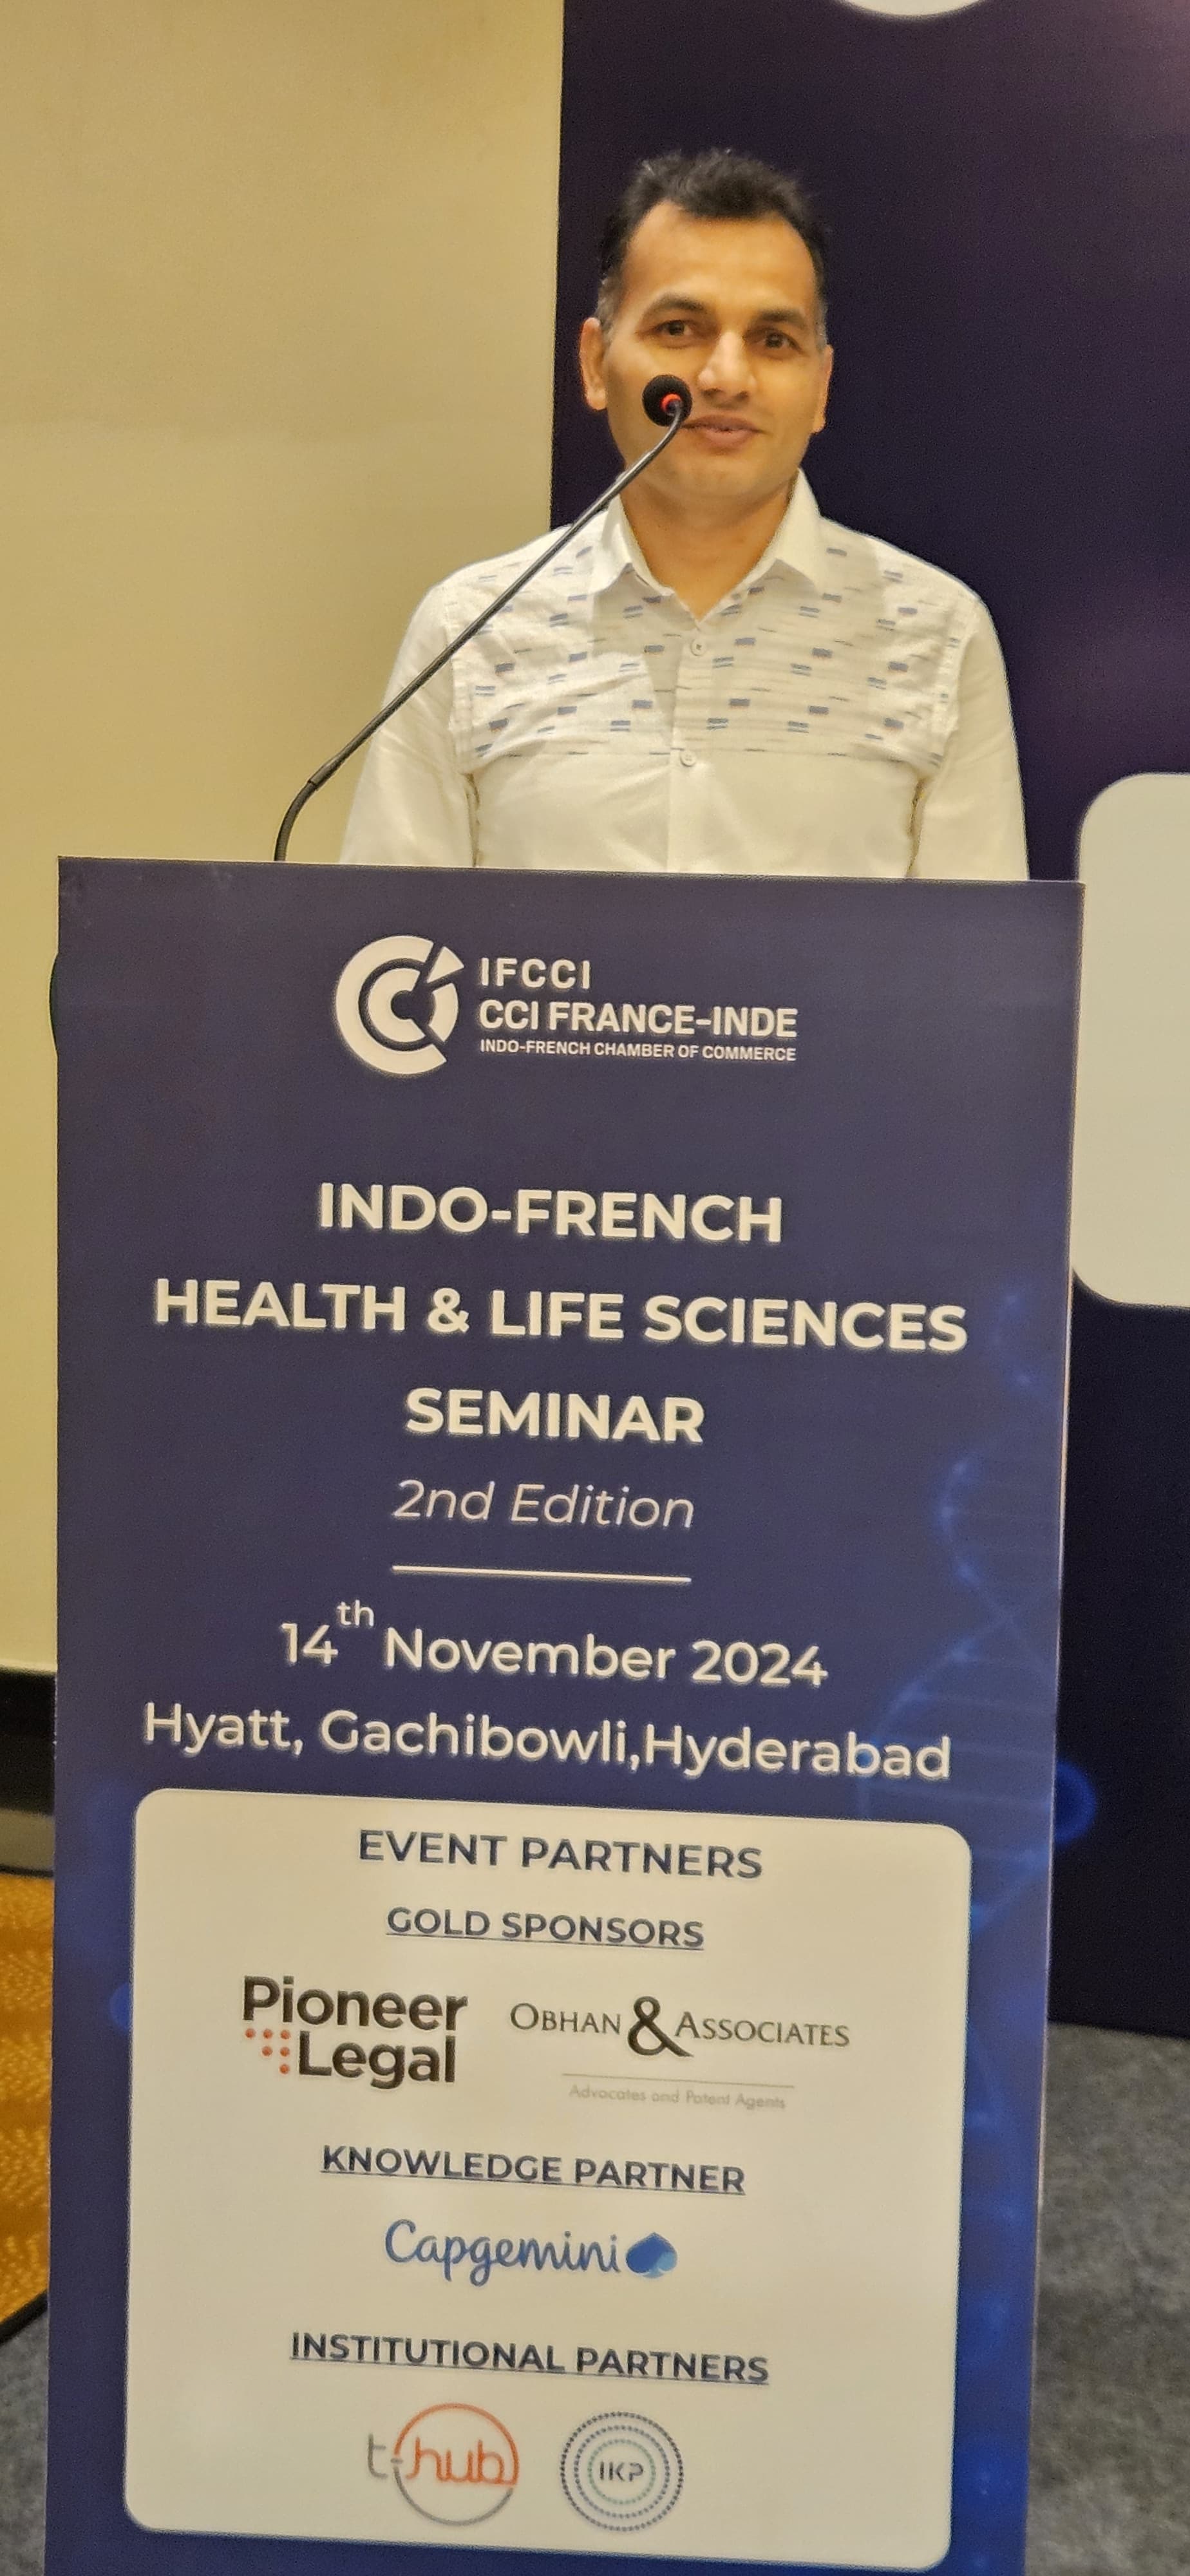 IFCCI
CCI FRANCE-INDE
INDO-FRENCH CHAMBER OF COMMERCE
INDO-FRENCH
HEALTH & LIFE SCIENCES
SEMINAR
2nd Edition
14th November 2024
Hyatt, Gachibowli,Hyderabad
EVENT PARTNERS
GOLD SPONSORS
Pioneer
Legal
OBHAN & ASSOCIATES
Advocates and Patent Agents
KNOWLEDGE PARTNER
Capgemini
INSTITUTIONAL PARTNERS
t-hub
IKP